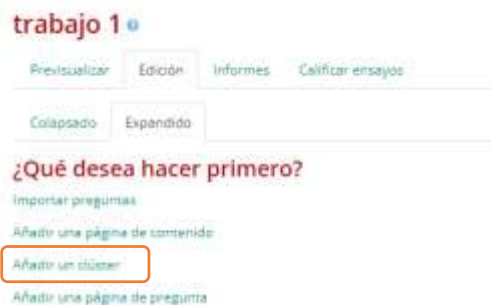 trabajo 1
Previsualizar Edición Informes Calificar ensayos
Colapsado Expandido
¿Qué desea hacer primero?
Importar preguntas
Añadir una página de contenido
Añadir un clúster
Añadir una página de pregunta